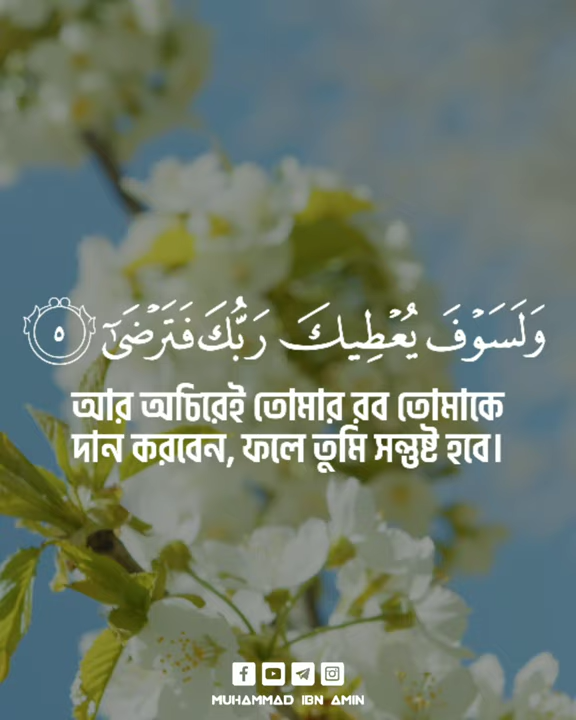 وَلَسَوْفَ يُعْطِيكَ رَبُّكَ فَتَرْضَىٰٓ ٥
আর অচিরেই তোমার রব তোমাকে
দান করবেন, ফলে তুমি সন্তুষ্ট হবে।
MUHAMMAD IBN AMIN